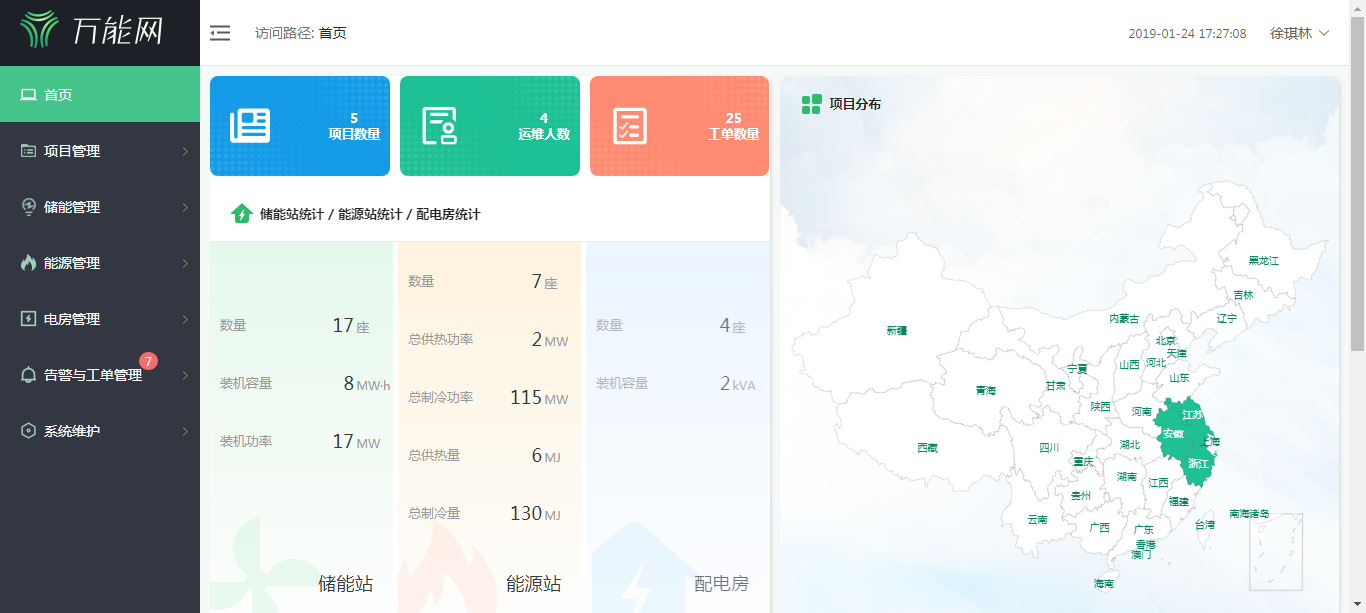 万能网
访问路径: 首页
2019-01-24 17:27:08 徐琪林
首页
项目管理
储能管理
能源管理
电房管理
告警与工单管理 7
系统维护
5
项目数量
4
运维人数
25
工单数量
储能站统计 / 能源站统计 / 配电房统计
数量 17 座
装机容量 8 MW·h
装机功率 17 MW
储能站
数量 7 座
总供热功率 2 MW
总制冷功率 115 MW
总供热量 6 MJ
总制冷量 130 MJ
能源站
数量 4 座
装机容量 2 kVA
配电房
项目分布
黑龙江
吉林
内蒙古
辽宁
新疆
北京
天津
宁夏
山西
河北
山东
甘肃
青海
陕西
河南
江苏
安徽
上海
西藏
四川
湖北
重庆
浙江
湖南
江西
贵州
福建
南海诸岛
云南
广西
广东
台湾
香港
澳门
海南